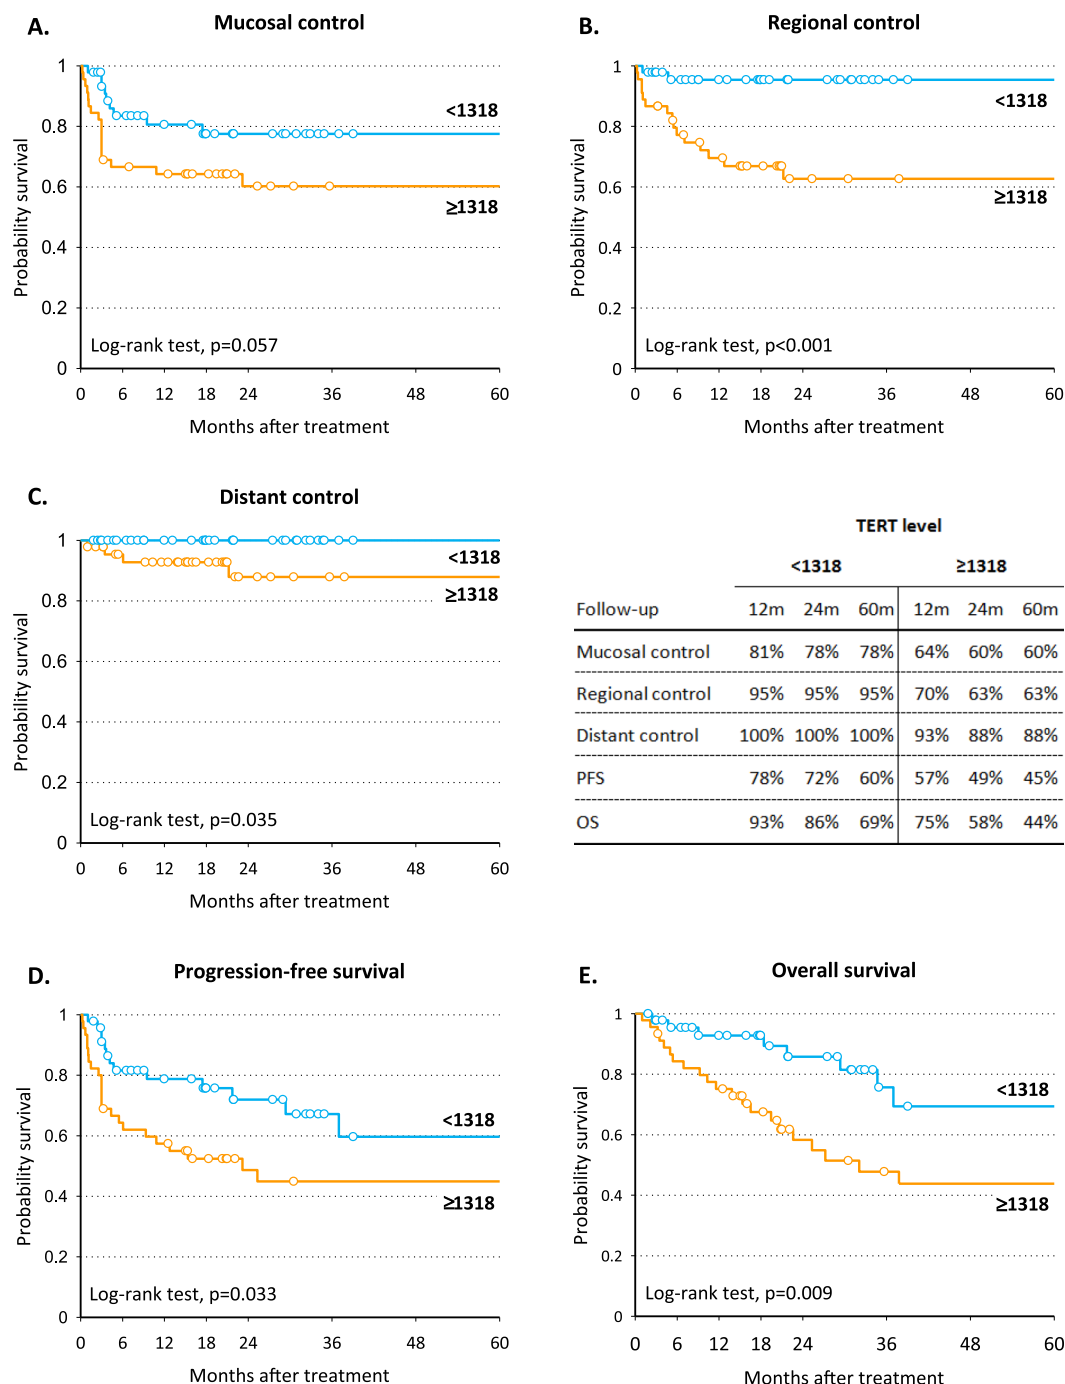 A.
Mucosal control
1
0.8
0.6
0.4
0.2
0
Probability survival
<1318
≥1318
Log-rank test, p=0.057
0 6 12 18 24 36 48 60
Months after treatment
B.
Regional control
1
0.8
0.6
0.4
0.2
0
Probability survival
<1318
≥1318
Log-rank test, p<0.001
0 6 12 18 24 36 48 60
Months after treatment
C.
Distant control
1
0.8
0.6
0.4
0.2
0
Probability survival
<1318
≥1318
Log-rank test, p=0.035
0 6 12 18 24 36 48 60
Months after treatment
TERT level
<1318 ≥1318
Follow-up 12m 24m 60m 12m 24m 60m
Mucosal control 81% 78% 78% 64% 60% 60%
Regional control 95% 95% 95% 70% 63% 63%
Distant control 100% 100% 100% 93% 88% 88%
PFS 78% 72% 60% 57% 49% 45%
OS 93% 86% 69% 75% 58% 44%
D.
Progression-free survival
1
0.8
0.6
0.4
0.2
0
Probability survival
<1318
≥1318
Log-rank test, p=0.033
0 6 12 18 24 36 48 60
Months after treatment
E.
Overall survival
1
0.8
0.6
0.4
0.2
0
Probability survival
<1318
≥1318
Log-rank test, p=0.009
0 6 12 18 24 36 48 60
Months after treatment